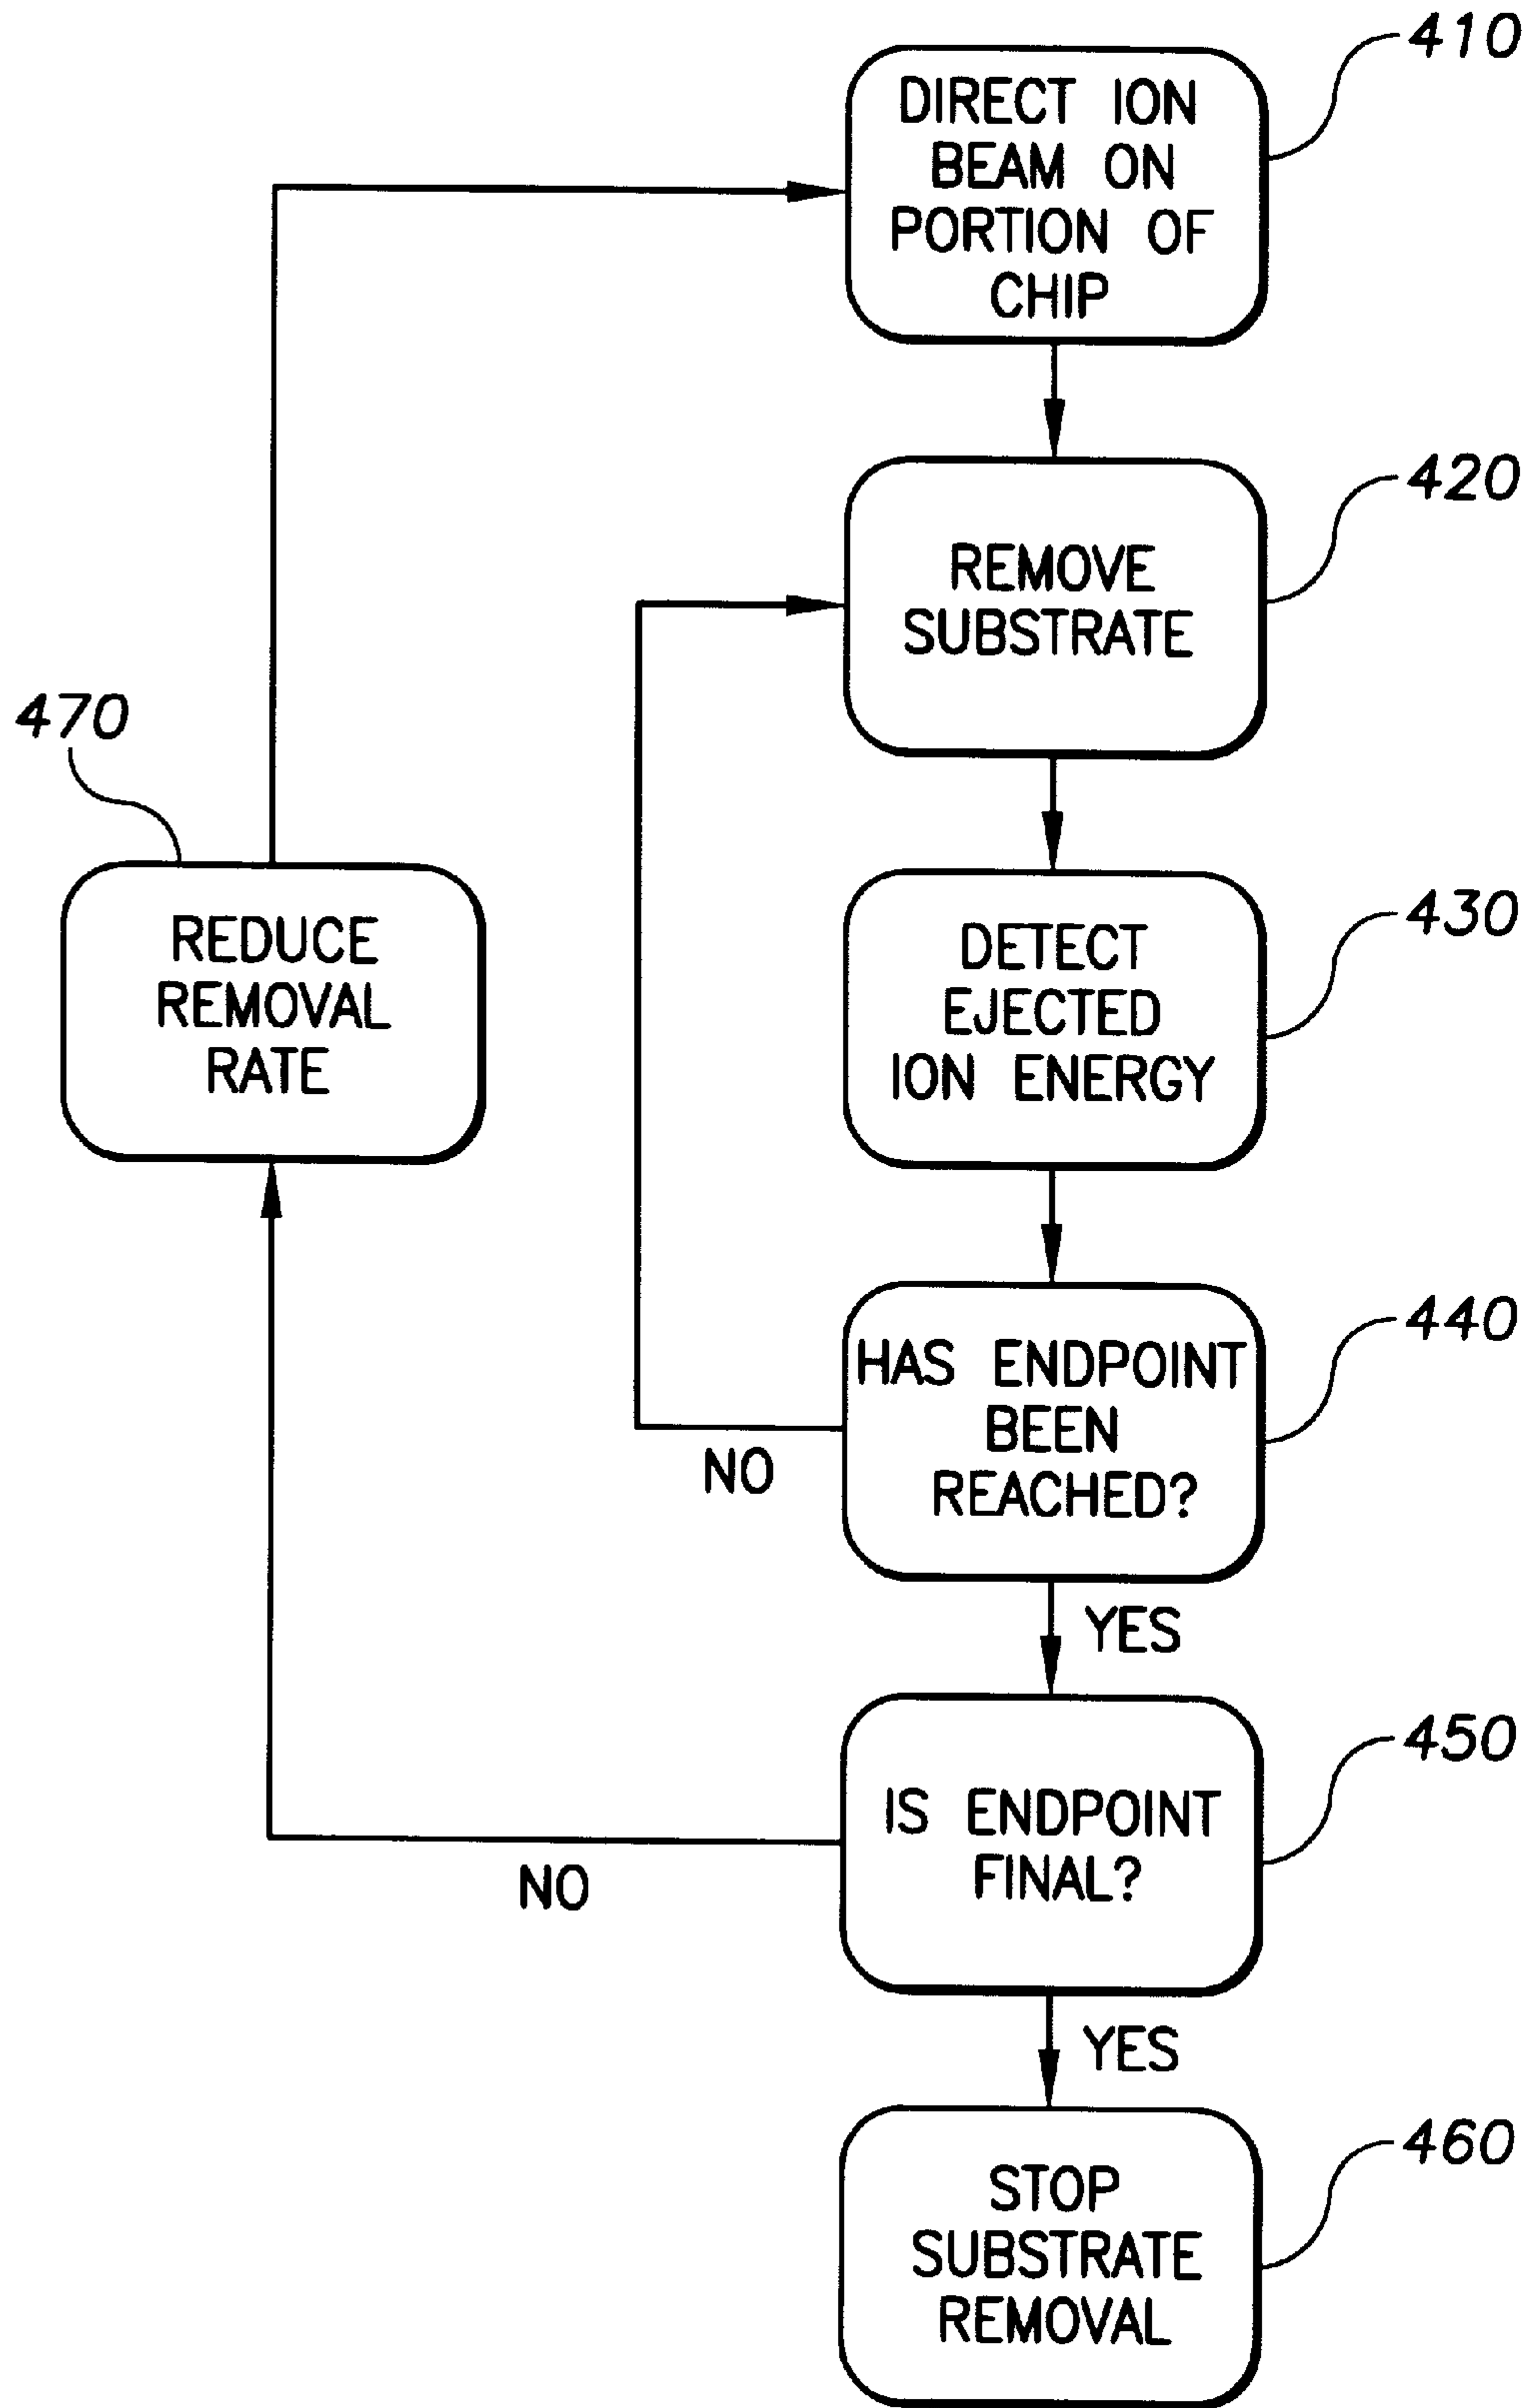 410
DIRECT ION
BEAM ON
PORTION OF
CHIP
420
REMOVE
SUBSTRATE
470
REDUCE
REMOVAL
RATE
430
DETECT
EJECTED
ION ENERGY
440
HAS ENDPOINT
BEEN
REACHED?
NO
YES
450
IS ENDPOINT
FINAL?
NO
YES
460
STOP
SUBSTRATE
REMOVAL